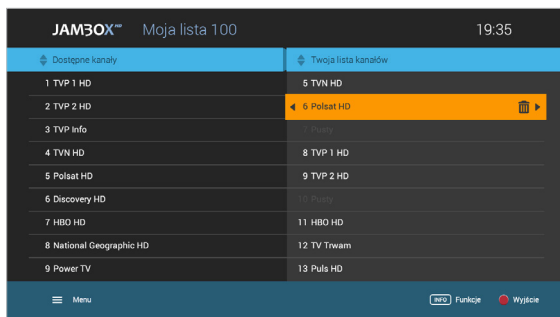 JAMBOX HD Moja lista 100 19:35
Dostępne kanały
1 TVP 1 HD
2 TVP 2 HD
3 TVP Info
4 TVN HD
5 Polsat HD
6 Discovery HD
7 HBO HD
8 National Geographic HD
9 Power TV
Twoja lista kanałów
5 TVN HD
6 Polsat HD
7 Pusty
8 TVP 1 HD
9 TVP 2 HD
10 Pusty
11 HBO HD
12 TV Trwam
13 Puls HD
Menu
INFO Funkcje Wyjście